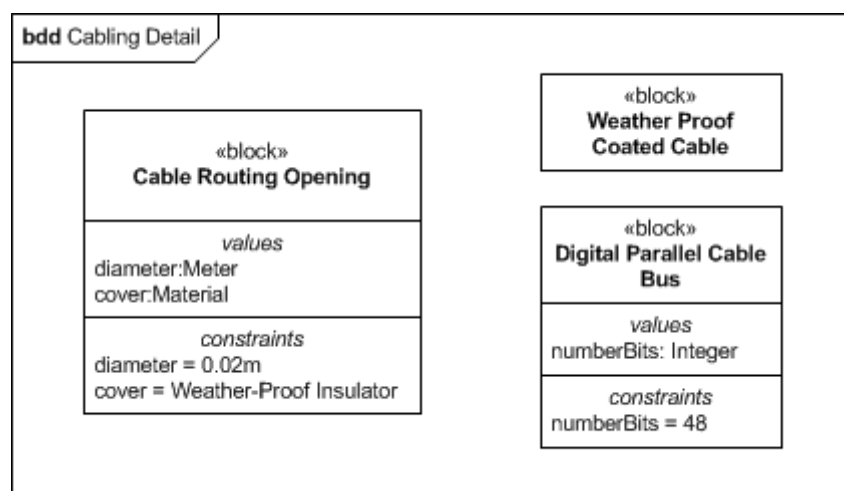 bdd Cabling Detail
«block»
Cable Routing Opening
values
diameter:Meter
cover:Material
constraints
diameter = 0.02m
cover = Weather-Proof Insulator
«block»
Weather Proof
Coated Cable
«block»
Digital Parallel Cable
Bus
values
numberBits: Integer
constraints
numberBits = 48